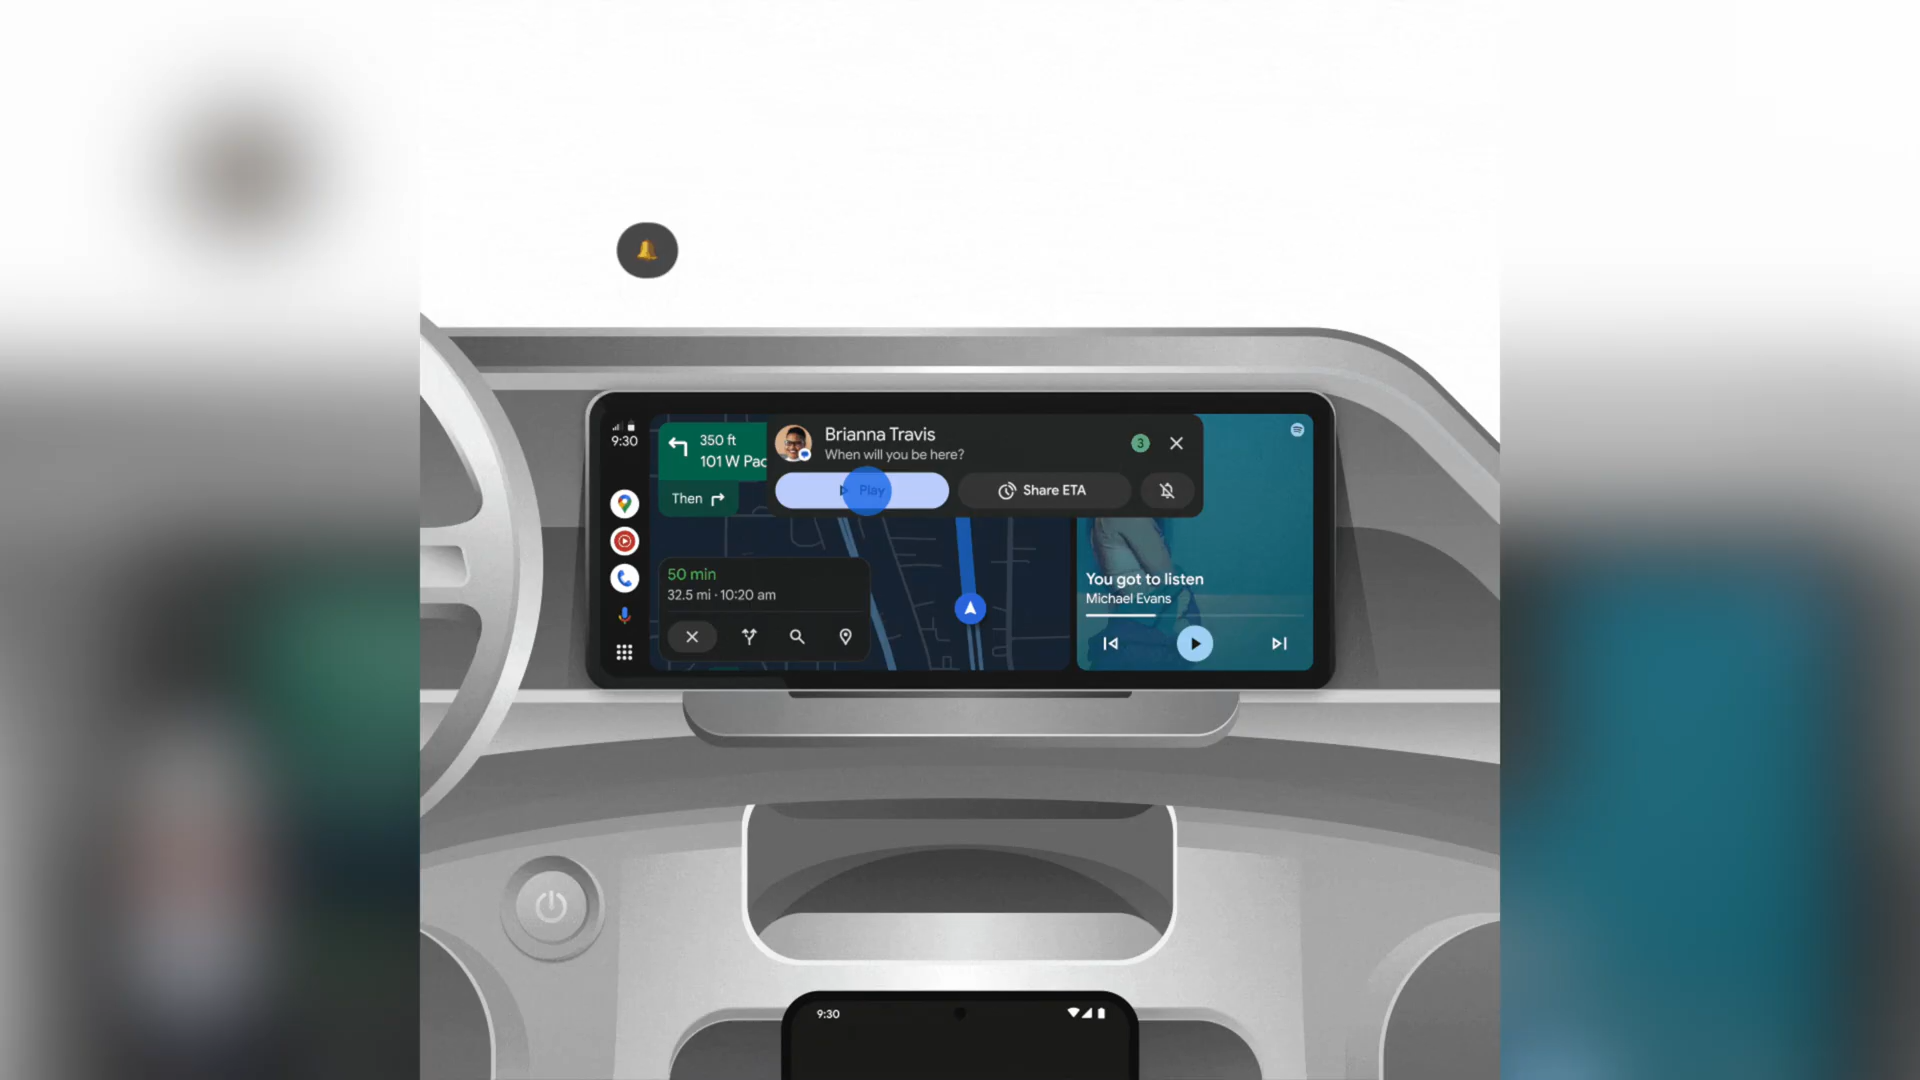 9:30
350 ft
101 W Pac
Then
Brianna Travis
When will you be here?
3
Play
Share ETA
50 min
32.5 mi · 10:20 am
You got to listen
Michael Evans
9:30